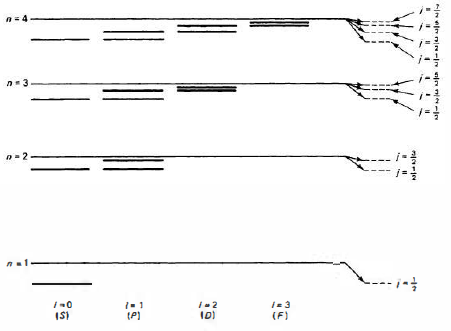 n = 4
j = 7/2
j = 5/2
j = 3/2
j = 1/2
n = 3
j = 5/2
j = 3/2
j = 1/2
n = 2
j = 3/2
j = 1/2
n = 1
j = 1/2
l = 0 l = 1 l = 2 l = 3
(S) (P) (D) (F)